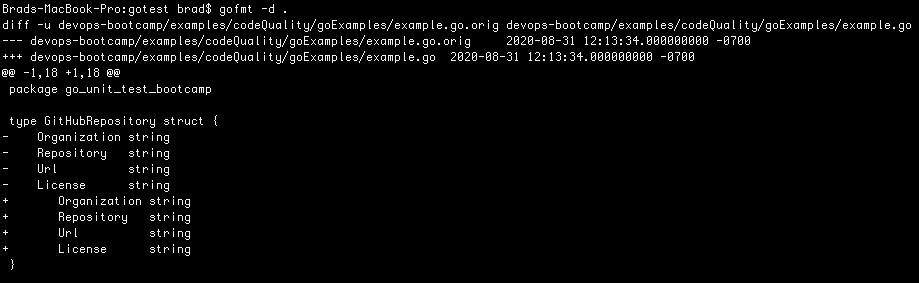 Brads-MacBook-Pro:gotest brad$ gofmt -d .
diff -u devops-bootcamp/examples/codeQuality/goExamples/example.go.orig devops-bootcamp/examples/codeQuality/goExamples/example.go
--- devops-bootcamp/examples/codeQuality/goExamples/example.go.orig     2020-08-31 12:13:34.000000000 -0700
+++ devops-bootcamp/examples/codeQuality/goExamples/example.go  2020-08-31 12:13:34.000000000 -0700
@@ -1,18 +1,18 @@
 package go_unit_test_bootcamp

 type GitHubRepository struct {
-    Organization string
-    Repository   string
-    Url          string
-    License      string
+       Organization string
+       Repository   string
+       Url          string
+       License      string
 }